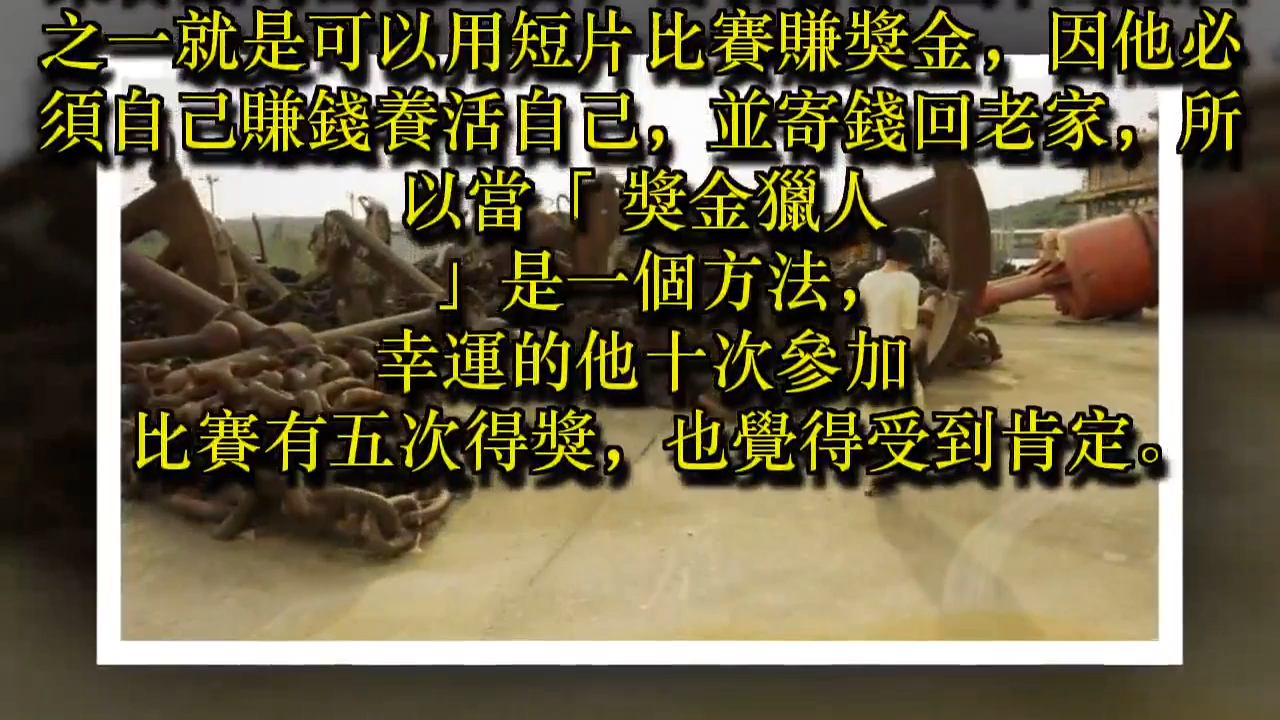 之一就是可以用短片比賽賺獎金，因他必
須自己賺錢養活自己，並寄錢回老家，所
以當「 獎金獵人
」是一個方法，
幸運的他十次參加
比賽有五次得獎，也覺得受到肯定。